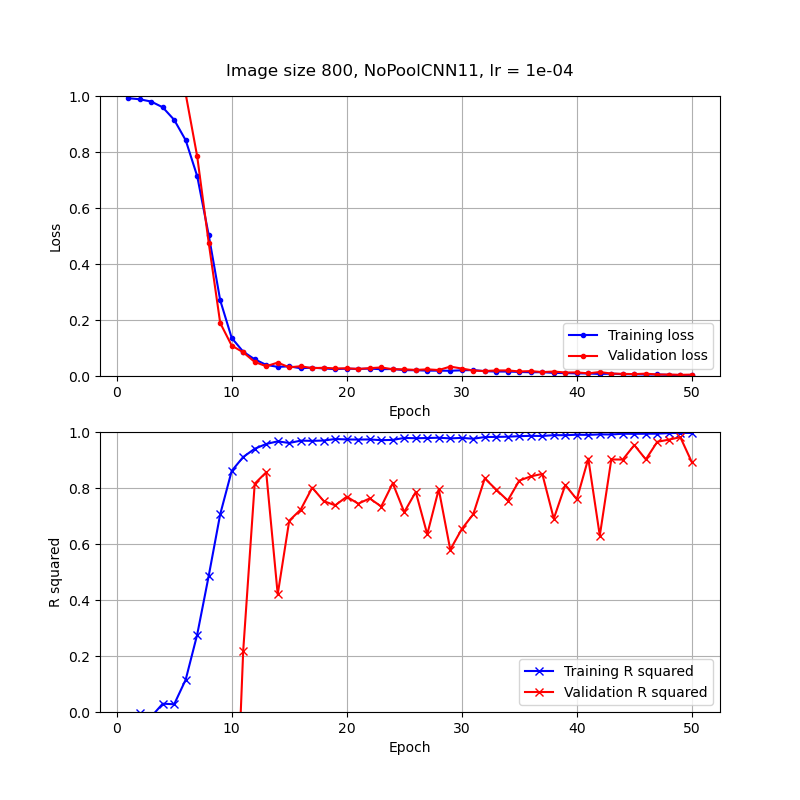 Image size 800, NoPoolCNN11, lr = 1e-04
1.0
0.8
0.6
0.4
0.2
0.0
Loss
Training loss
Validation loss
0 10 20 30 40 50
Epoch
1.0
0.8
0.6
0.4
0.2
0.0
R squared
Training R squared
Validation R squared
0 10 20 30 40 50
Epoch